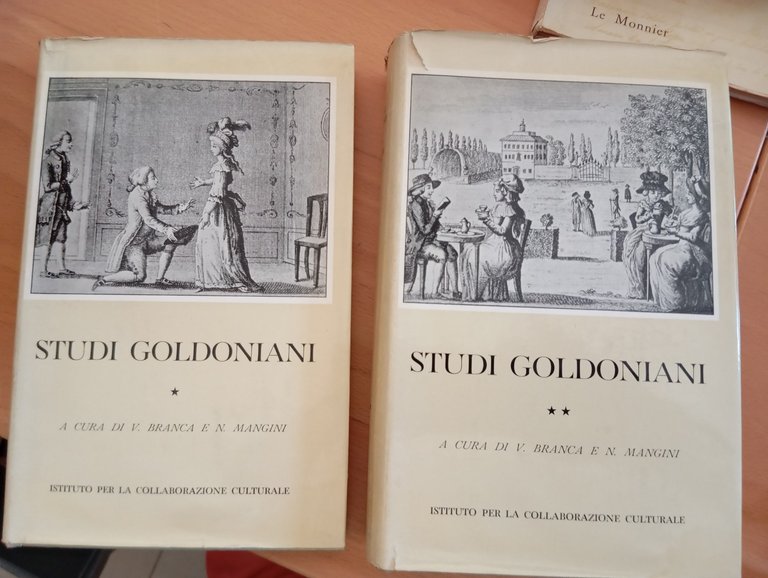 Le Monnier
STUDI GOLDONIANI
★
A CURA DI V. BRANCA E N. MANGINI
ISTITUTO PER LA COLLABORAZIONE CULTURALE
STUDI GOLDONIANI
★★
A CURA DI V. BRANCA E N. MANGINI
ISTITUTO PER LA COLLABORAZIONE CULTURALE